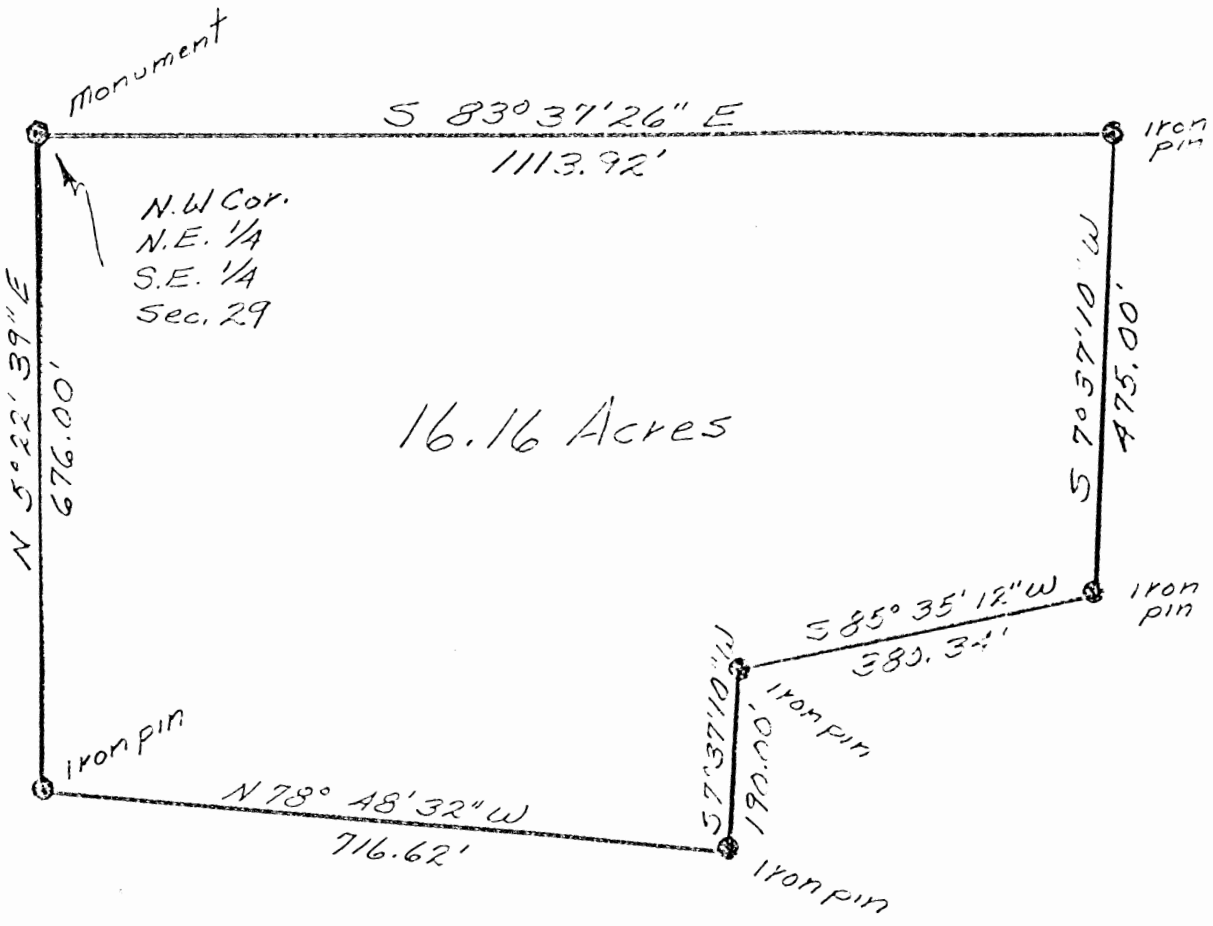 Monument
S 83° 37' 26" E
1113.92'
Iron
pin
N.W Cor.
N.E. 1/4
S.E. 1/4
Sec. 29
N 5° 22' 39" E
676.00'
16.16 Acres
S 7° 37' 10" W
475.00'
Iron
pin
S 85° 35' 12" W
380.34'
Iron pin
S 7° 37' 10" W
190.00'
Iron pin
N 78° 48' 32" W
716.62'
Iron pin